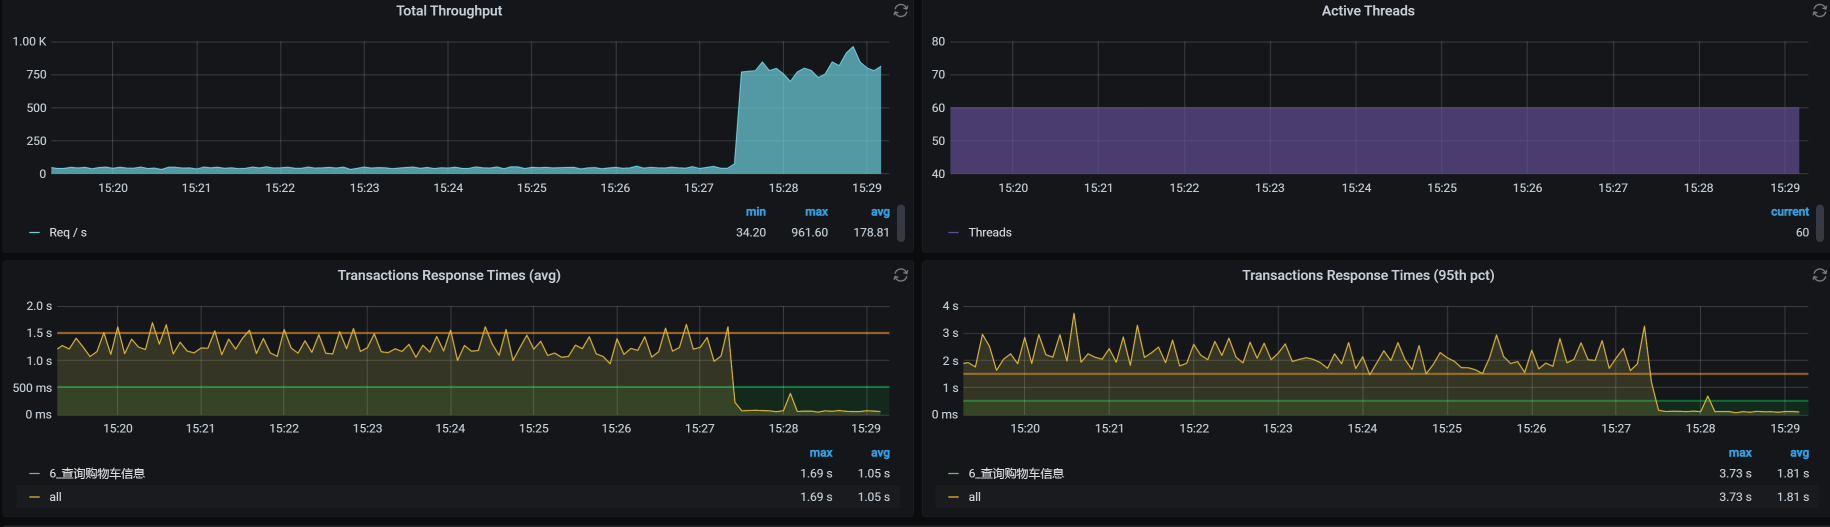 Total Throughput
1.00 K
750
500
250
0
15:20 15:21 15:22 15:23 15:24 15:25 15:26 15:27 15:28 15:29
min max avg
Req / s 34.20 961.60 178.81
Active Threads
80
70
60
50
40
15:20 15:21 15:22 15:23 15:24 15:25 15:26 15:27 15:28 15:29
current
Threads 60
Transactions Response Times (avg)
2.0 s
1.5 s
1.0 s
500 ms
0 ms
15:20 15:21 15:22 15:23 15:24 15:25 15:26 15:27 15:28 15:29
max avg
6_查询购物车信息 1.69 s 1.05 s
all 1.69 s 1.05 s
Transactions Response Times (95th pct)
4 s
3 s
2 s
1 s
0 ms
15:20 15:21 15:22 15:23 15:24 15:25 15:26 15:27 15:28 15:29
max avg
6_查询购物车信息 3.73 s 1.81 s
all 3.73 s 1.81 s